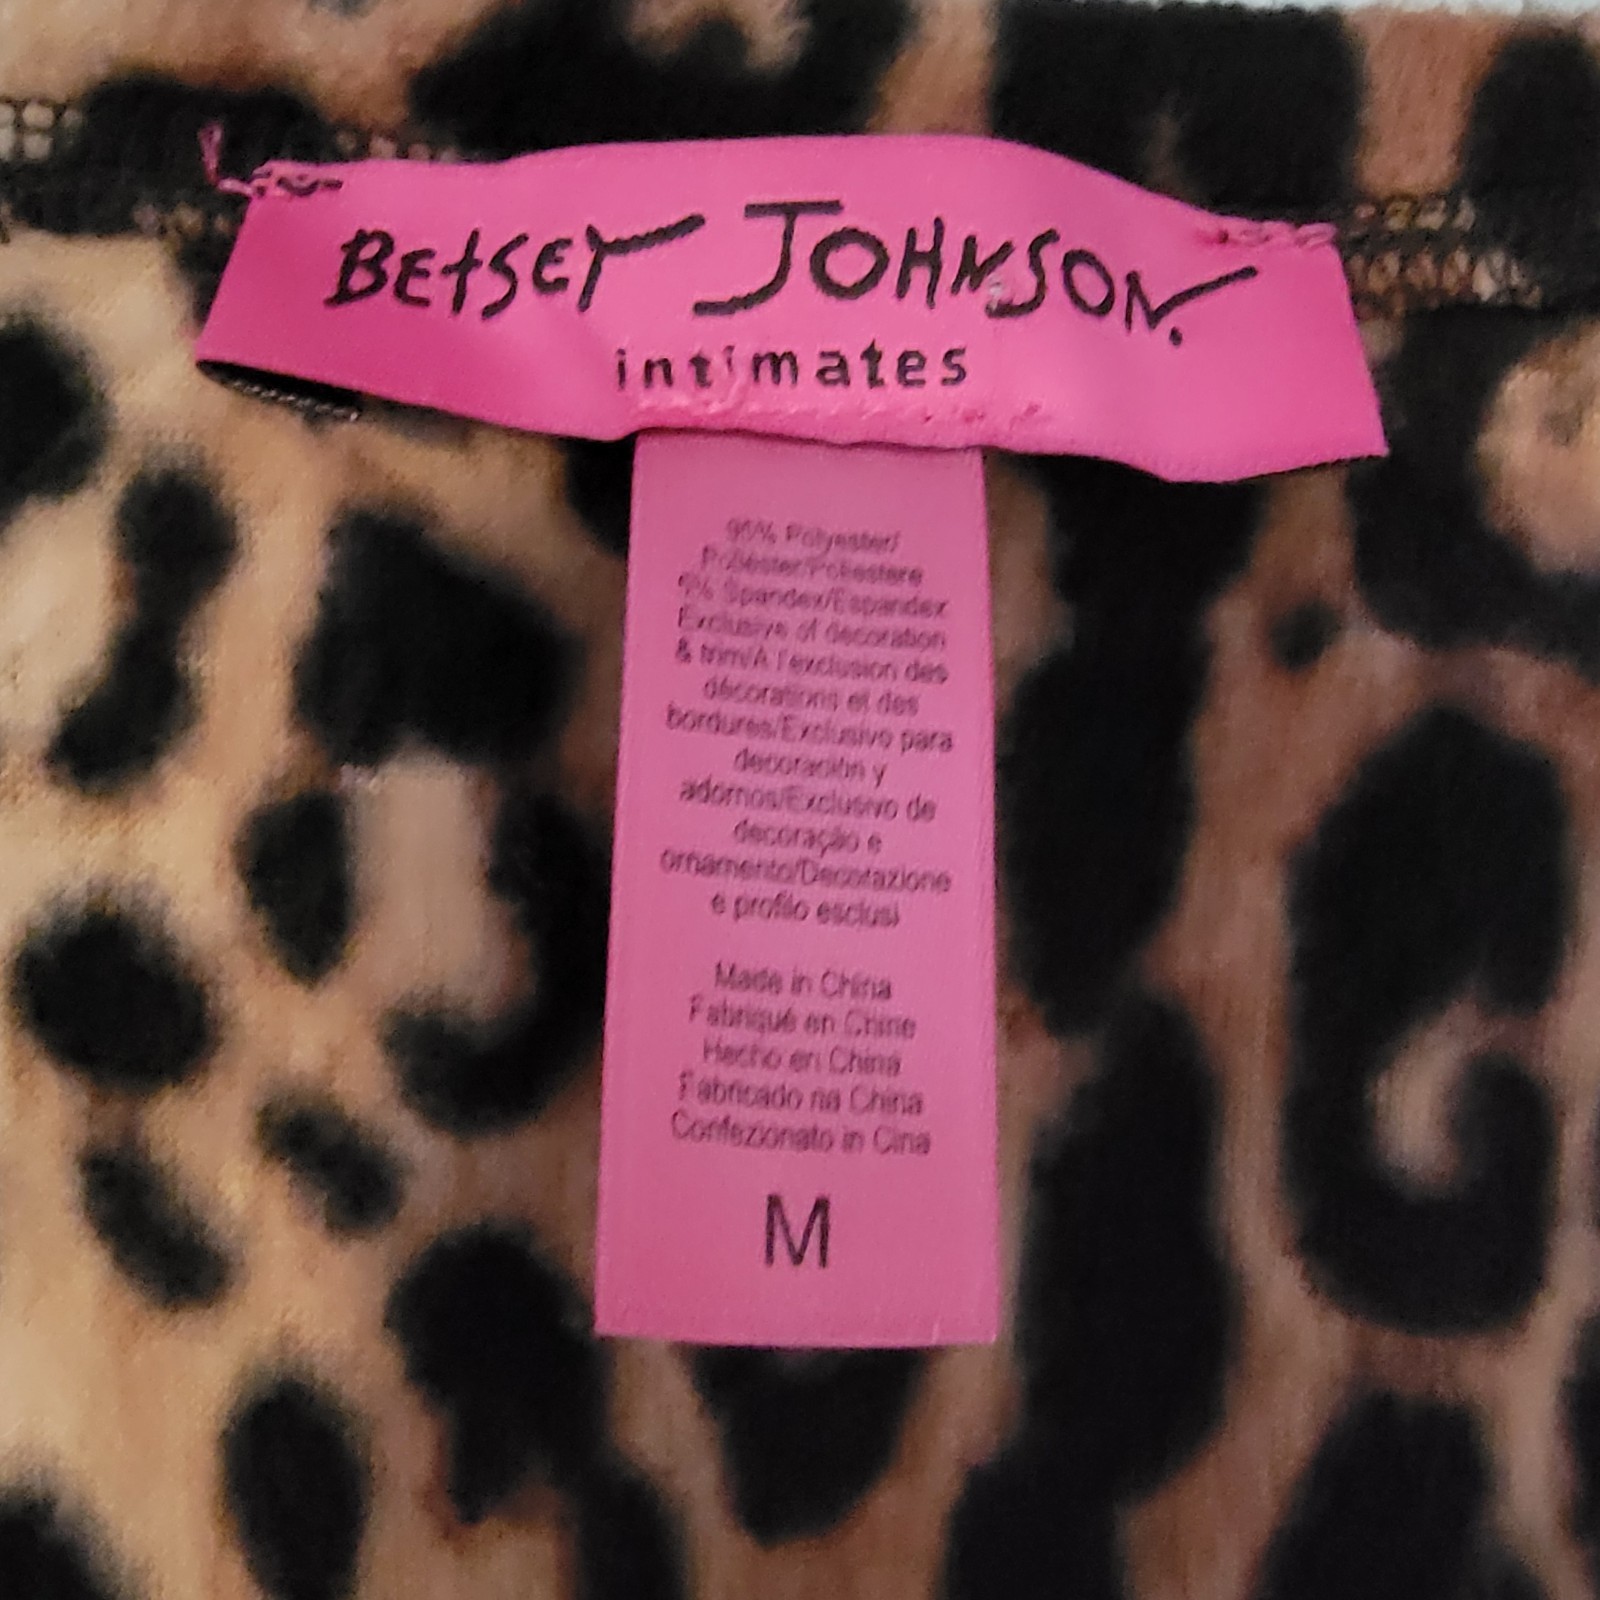 BEtSEY JOHNSON.
intimates
95% Polyester/
Poliéster/Poliestere
5% Spandex/Espandex
Exclusive of decoration
& trim/A l'exclusion des
décorations et des
bordures/Exclusivo para
decoración y
adornos/Exclusivo de
decoração e
ornamento/Decorazione
e profilo esclusi
Made in China
Fabriqué en Chine
Hecho en China
Fabricado na China
Confezionato in Cina
M